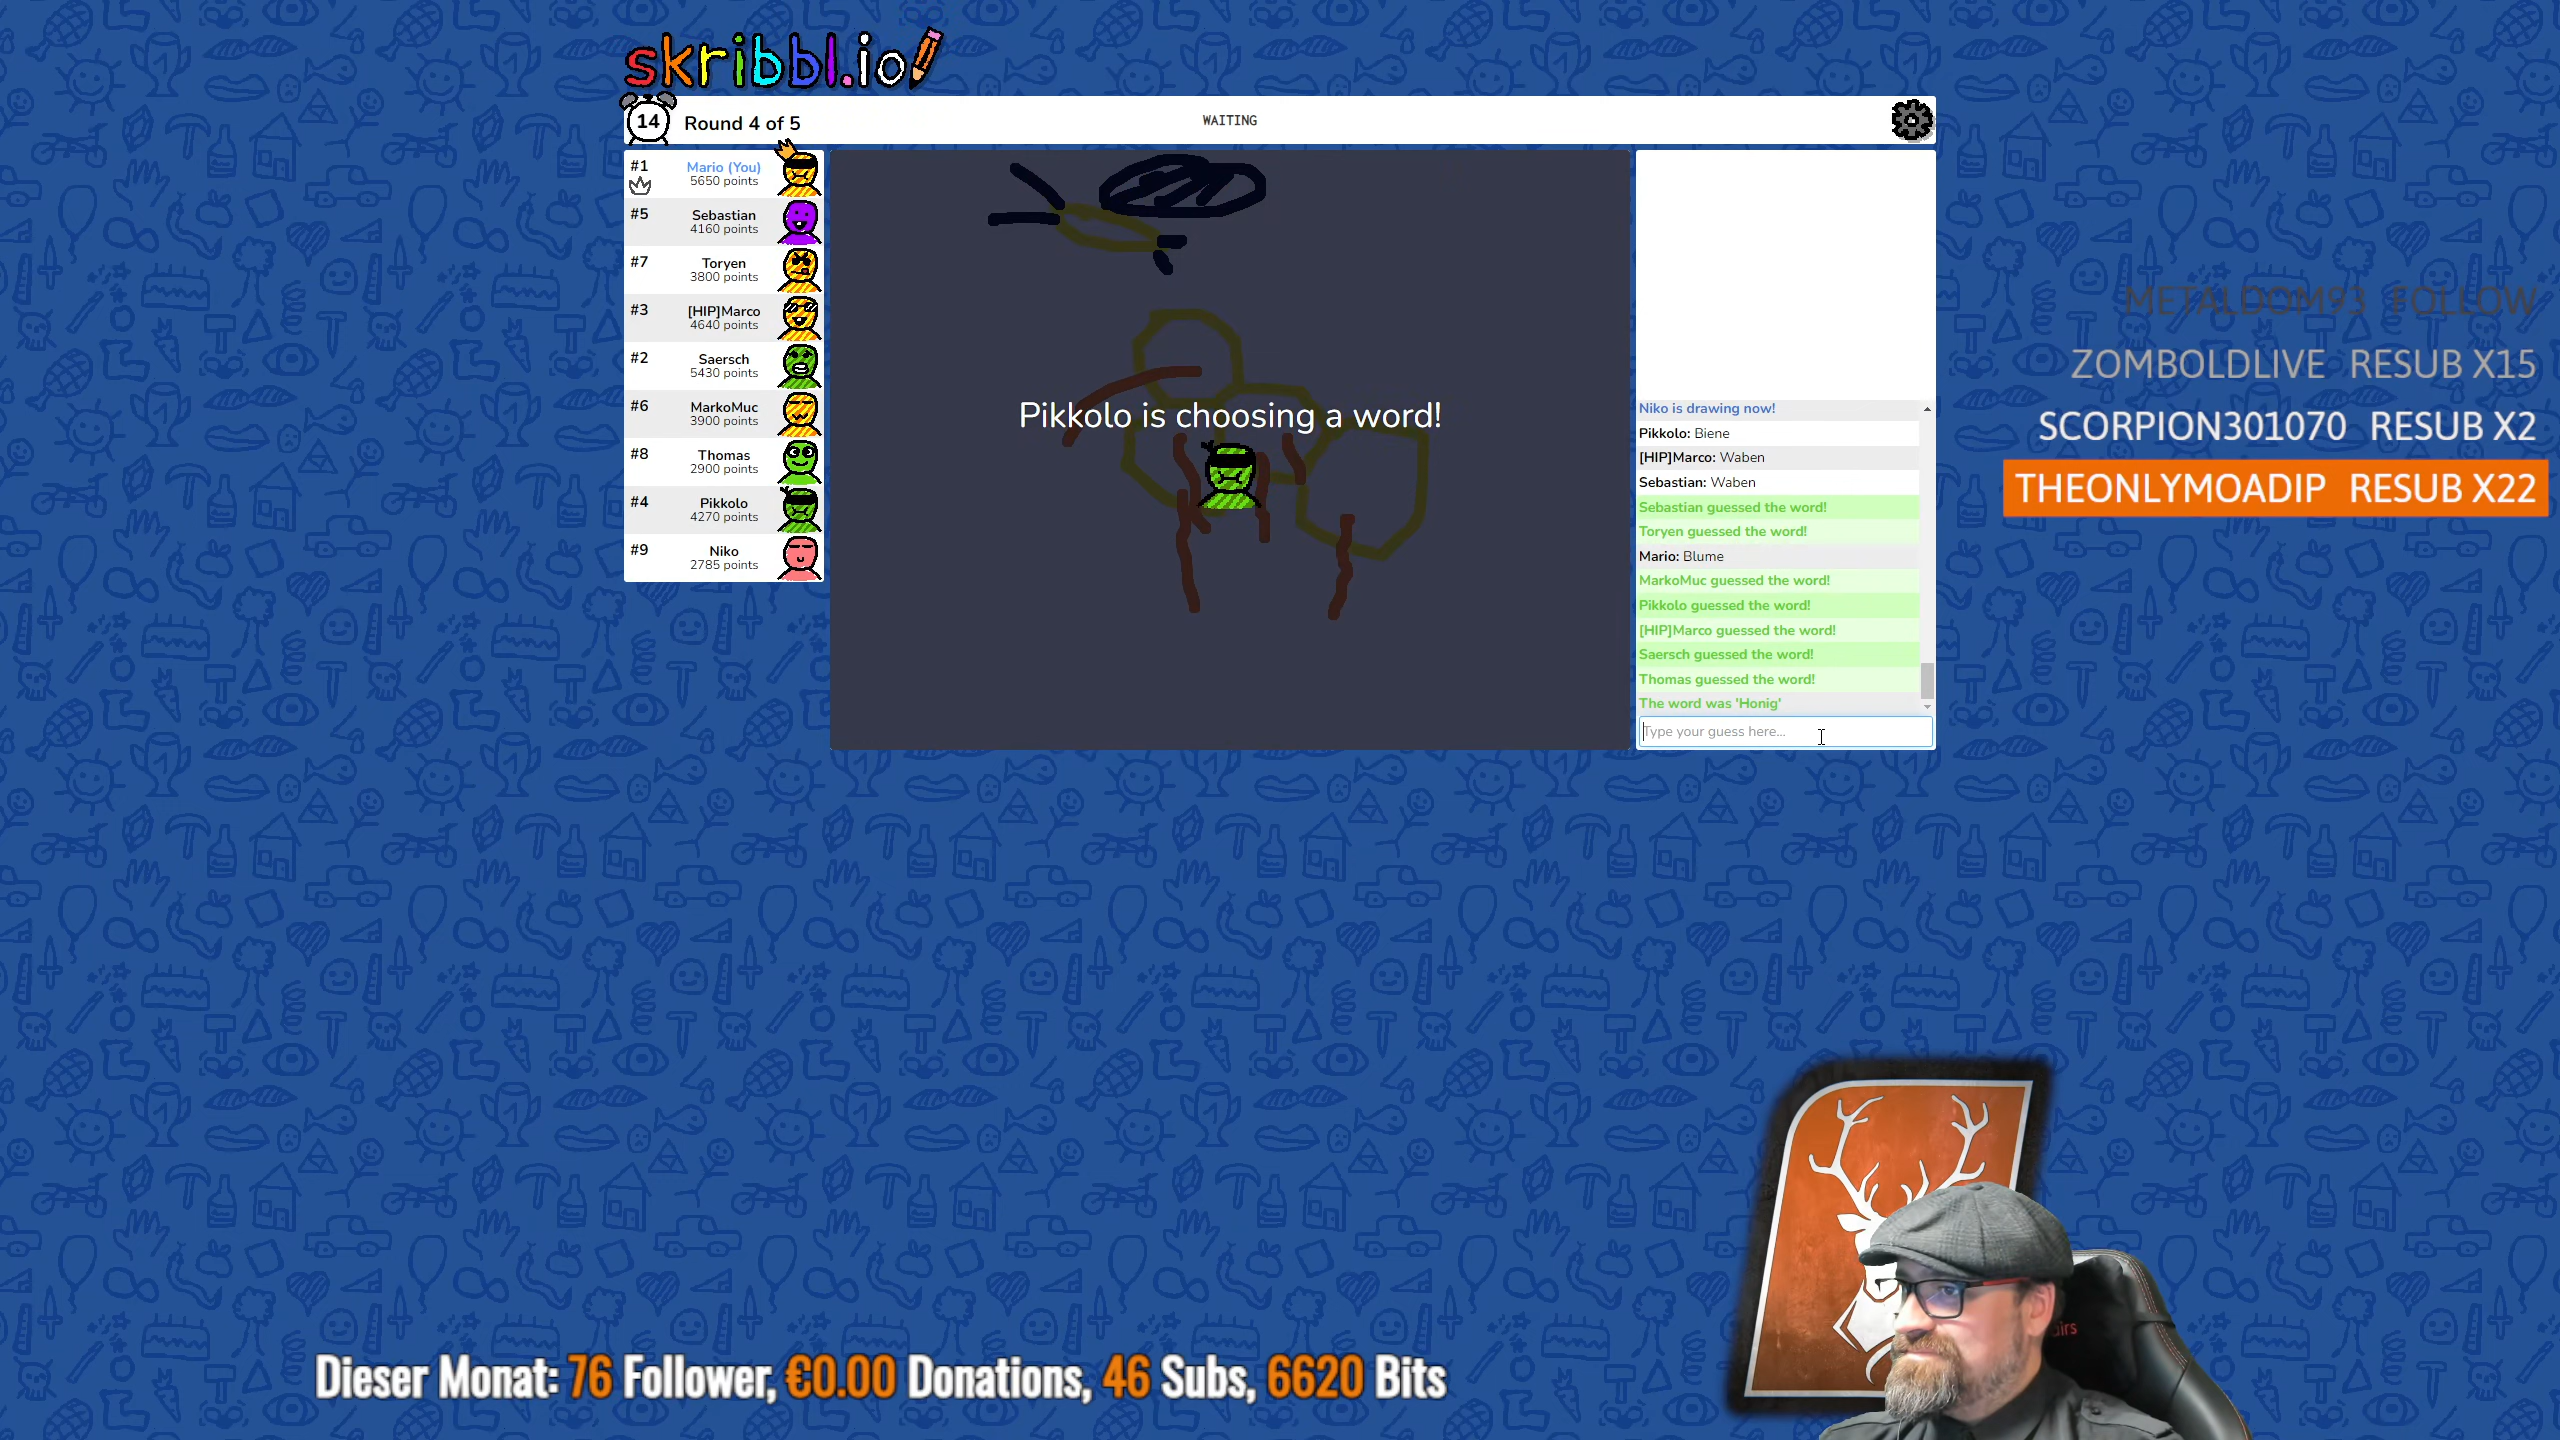 skribbl.io
14
Round 4 of 5
WAITING
#1
Mario (You)
5650 points
#5
Sebastian
4160 points
#7
Toryen
3800 points
#3
[HIP]Marco
4640 points
#2
Saersch
5430 points
#6
MarkoMuc
3900 points
#8
Thomas
2900 points
#4
Pikkolo
4270 points
#9
Niko
2785 points
Pikkolo is choosing a word!
Niko is drawing now!
Pikkolo: Biene
[HIP]Marco: Waben
Sebastian: Waben
Sebastian guessed the word!
Toryen guessed the word!
Mario: Blume
MarkoMuc guessed the word!
Pikkolo guessed the word!
[HIP]Marco guessed the word!
Saersch guessed the word!
Thomas guessed the word!
The word was 'Honig'
Type your guess here...
METALDOM93 FOLLOW
ZOMBOLDLIVE RESUB X15
SCORPION301070 RESUB X2
THEONLYMOADIP RESUB X22
Dieser Monat: 76 Follower, €0.00 Donations, 46 Subs, 6620 Bits